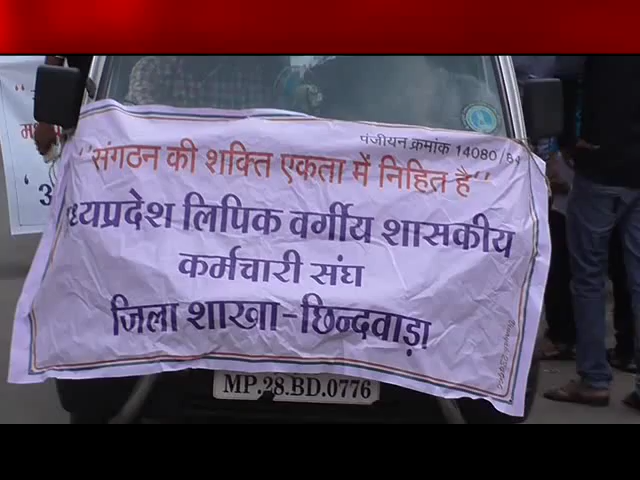 पंजीयन क्रमांक 14080/84
"संगठन की शक्ति एकता में निहित है"
ध्यप्रदेश लिपिक वर्गीय शासकीय
कर्मचारी संघ
जिला शाखा-छिन्दवाड़ा
MP.28.BD.0776